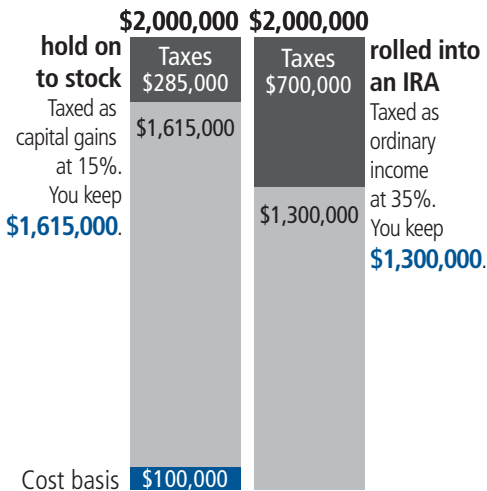 $2,000,000 $2,000,000
hold on
to stock
Taxed as
capital gains
at 15%.
You keep
$1,615,000.
Taxes
$285,000
$1,615,000
Taxes
$700,000
$1,300,000
rolled into
an IRA
Taxed as
ordinary
income
at 35%.
You keep
$1,300,000.
Cost basis $100,000